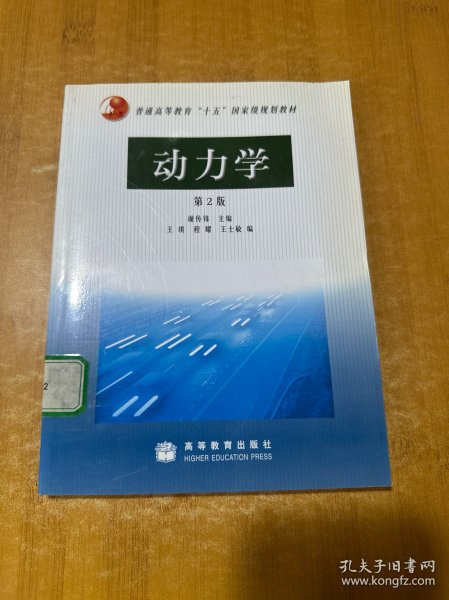 普通高等教育“十五”国家级规划教材
动力学
第2版
谢传锋 主编
王琪 程耀 王士敏 编
2
高等教育出版社
HIGHER EDUCATION PRESS
孔夫子旧书网
www.kongfz.com